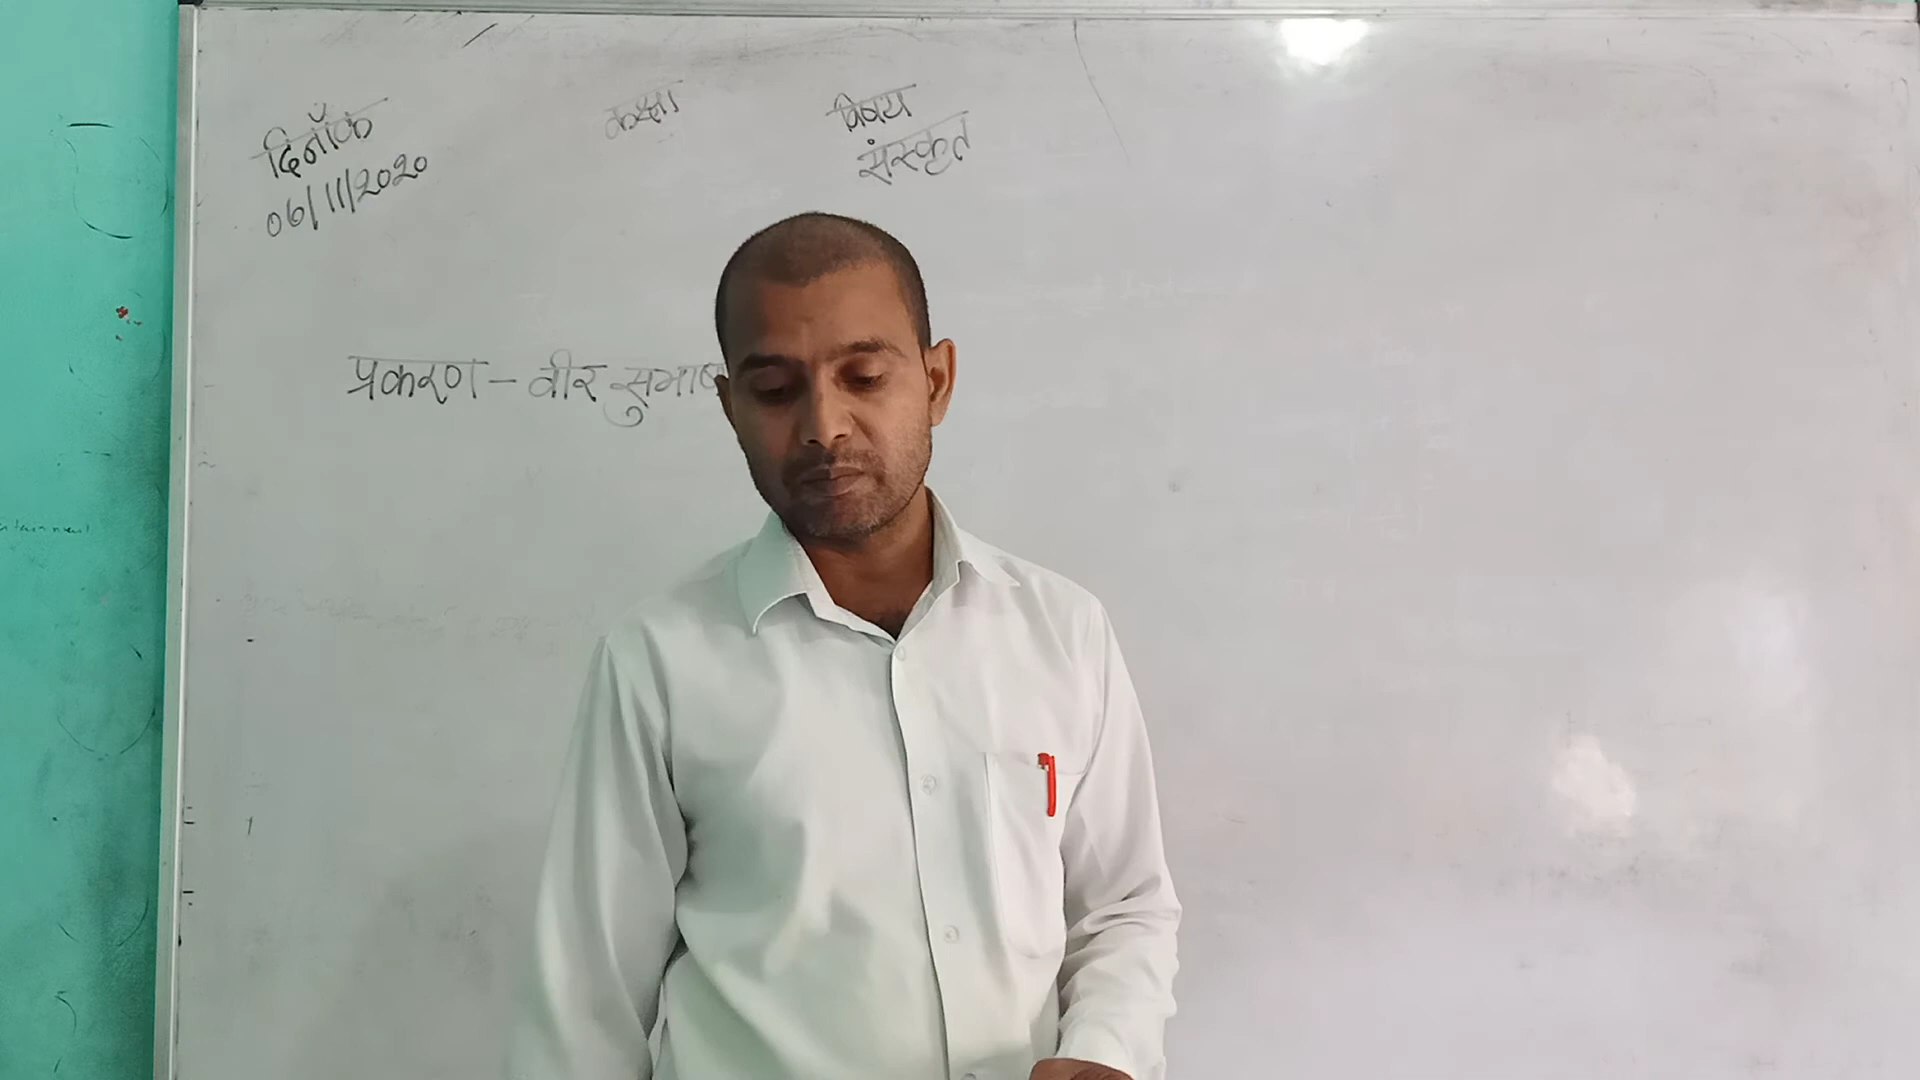 दिनाँक
06/11/2020
कक्षा
विषय
संस्कृत
प्रकरण - वीर सुभाष